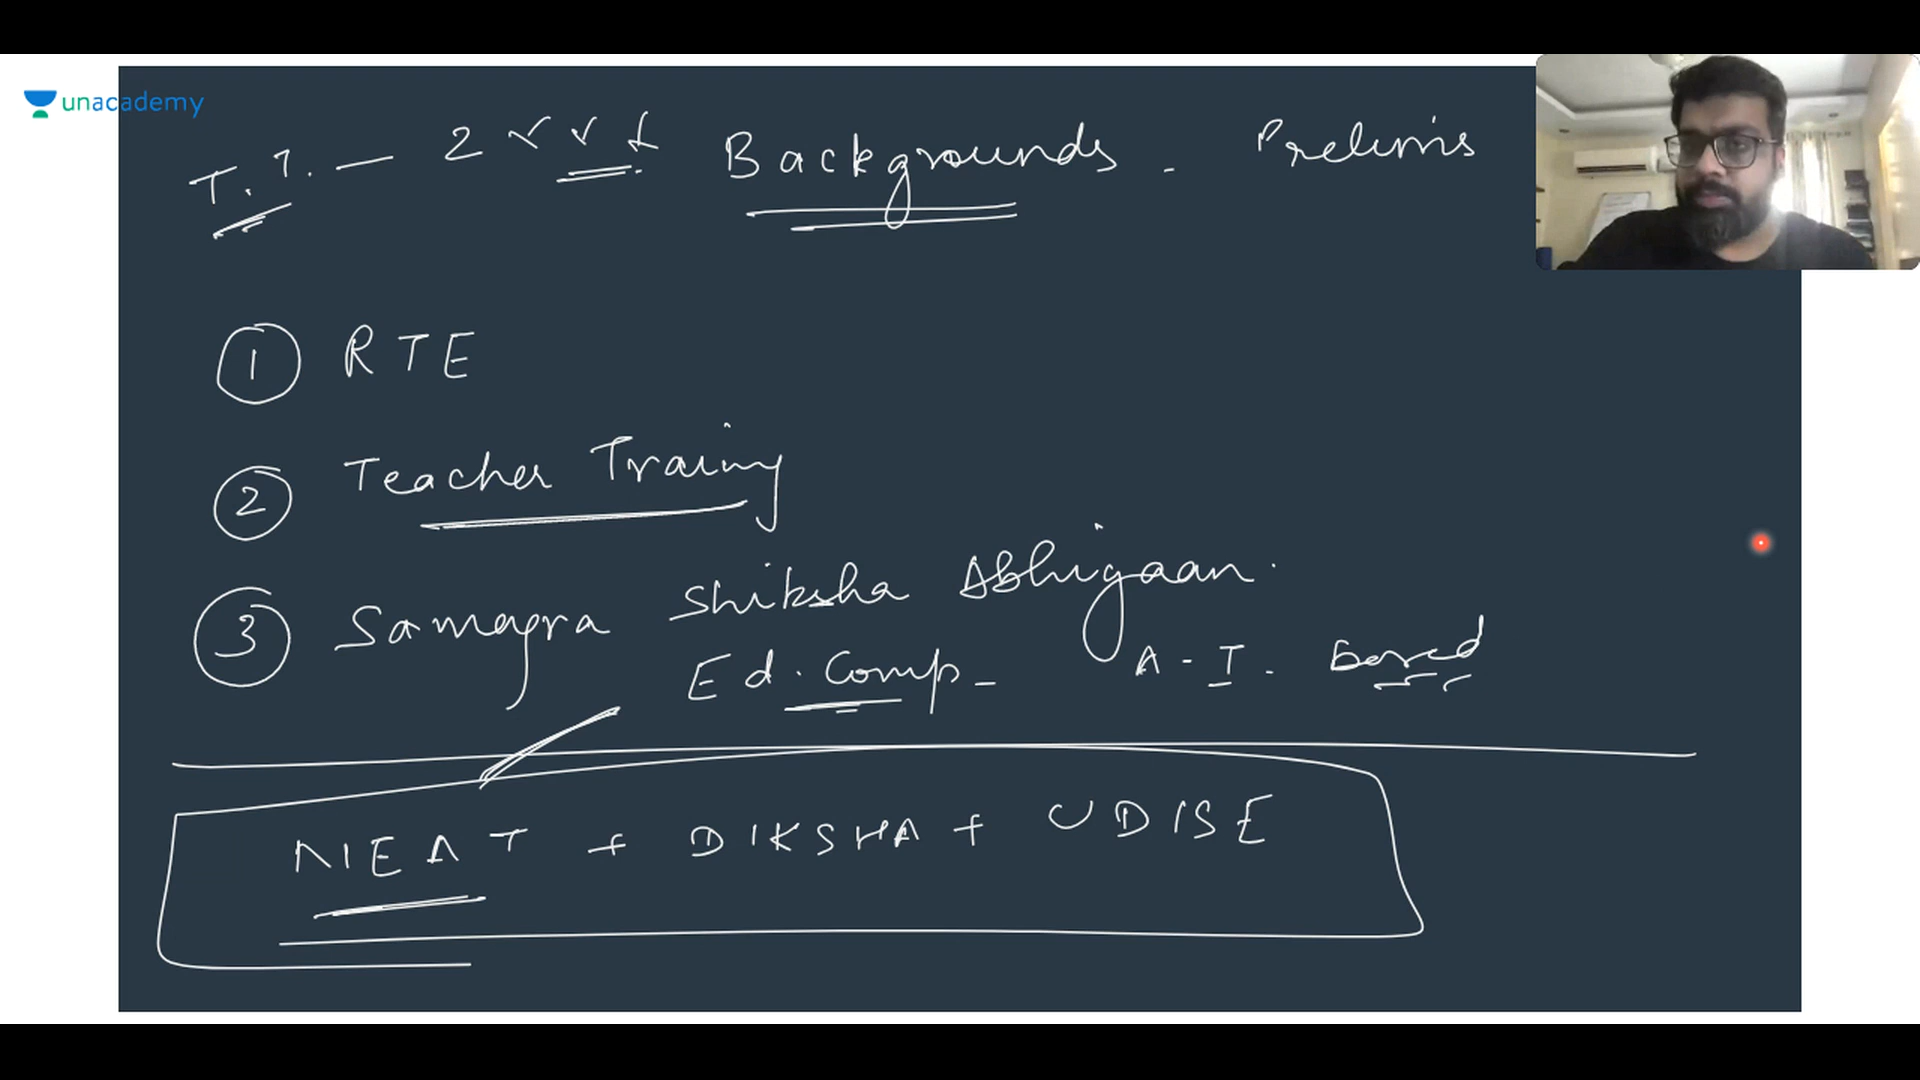 unacademy
T.1. — 2 Backgrounds - Prelims
1 RTE
2 Teacher Training
3 Samagra Shiksha Abhiyaan.
Ed. Comp - A-I. based
NEAT + DIKSHA + UDISE